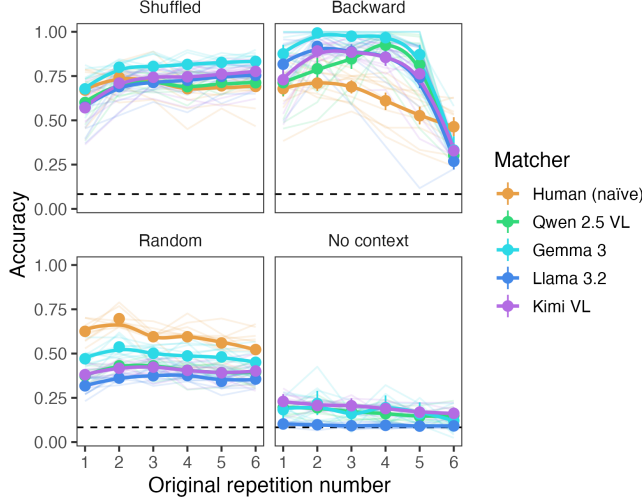 Shuffled
Backward
1.00
0.75
0.50
0.25
0.00
Random
No context
1.00
0.75
0.50
0.25
0.00
1 2 3 4 5 6
1 2 3 4 5 6
Original repetition number
Accuracy
Matcher
Human (naïve)
Qwen 2.5 VL
Gemma 3
Llama 3.2
Kimi VL